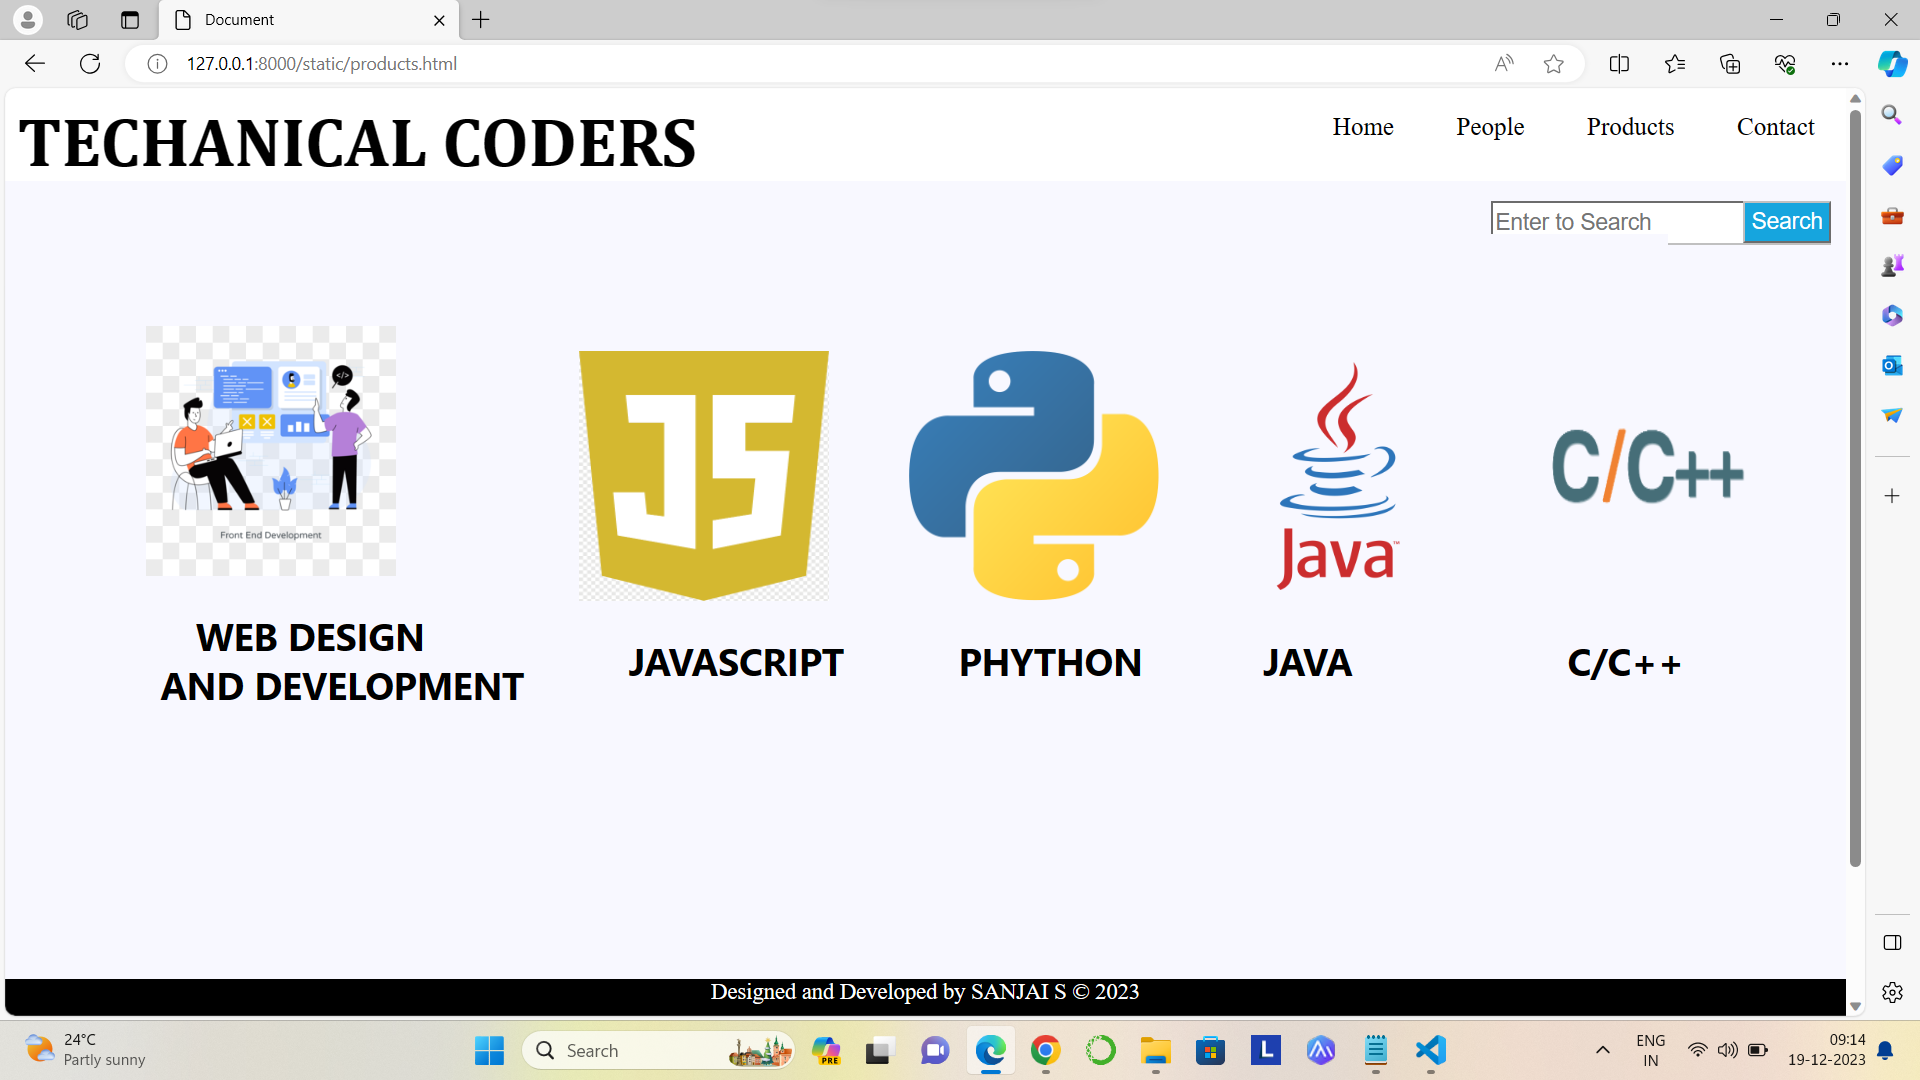 Document
127.0.0.1:8000/static/products.html
TECHANICAL CODERS
Home People Products Contact
Enter to Search Search
</>
Front End Development
JS
Java™
C/C++
WEB DESIGN
AND DEVELOPMENT
JAVASCRIPT
PHYTHON
JAVA
C/C++
Designed and Developed by SANJAI S © 2023
24°C
Partly sunny
Search
PRE
L
ENG
IN
09:14
19-12-2023